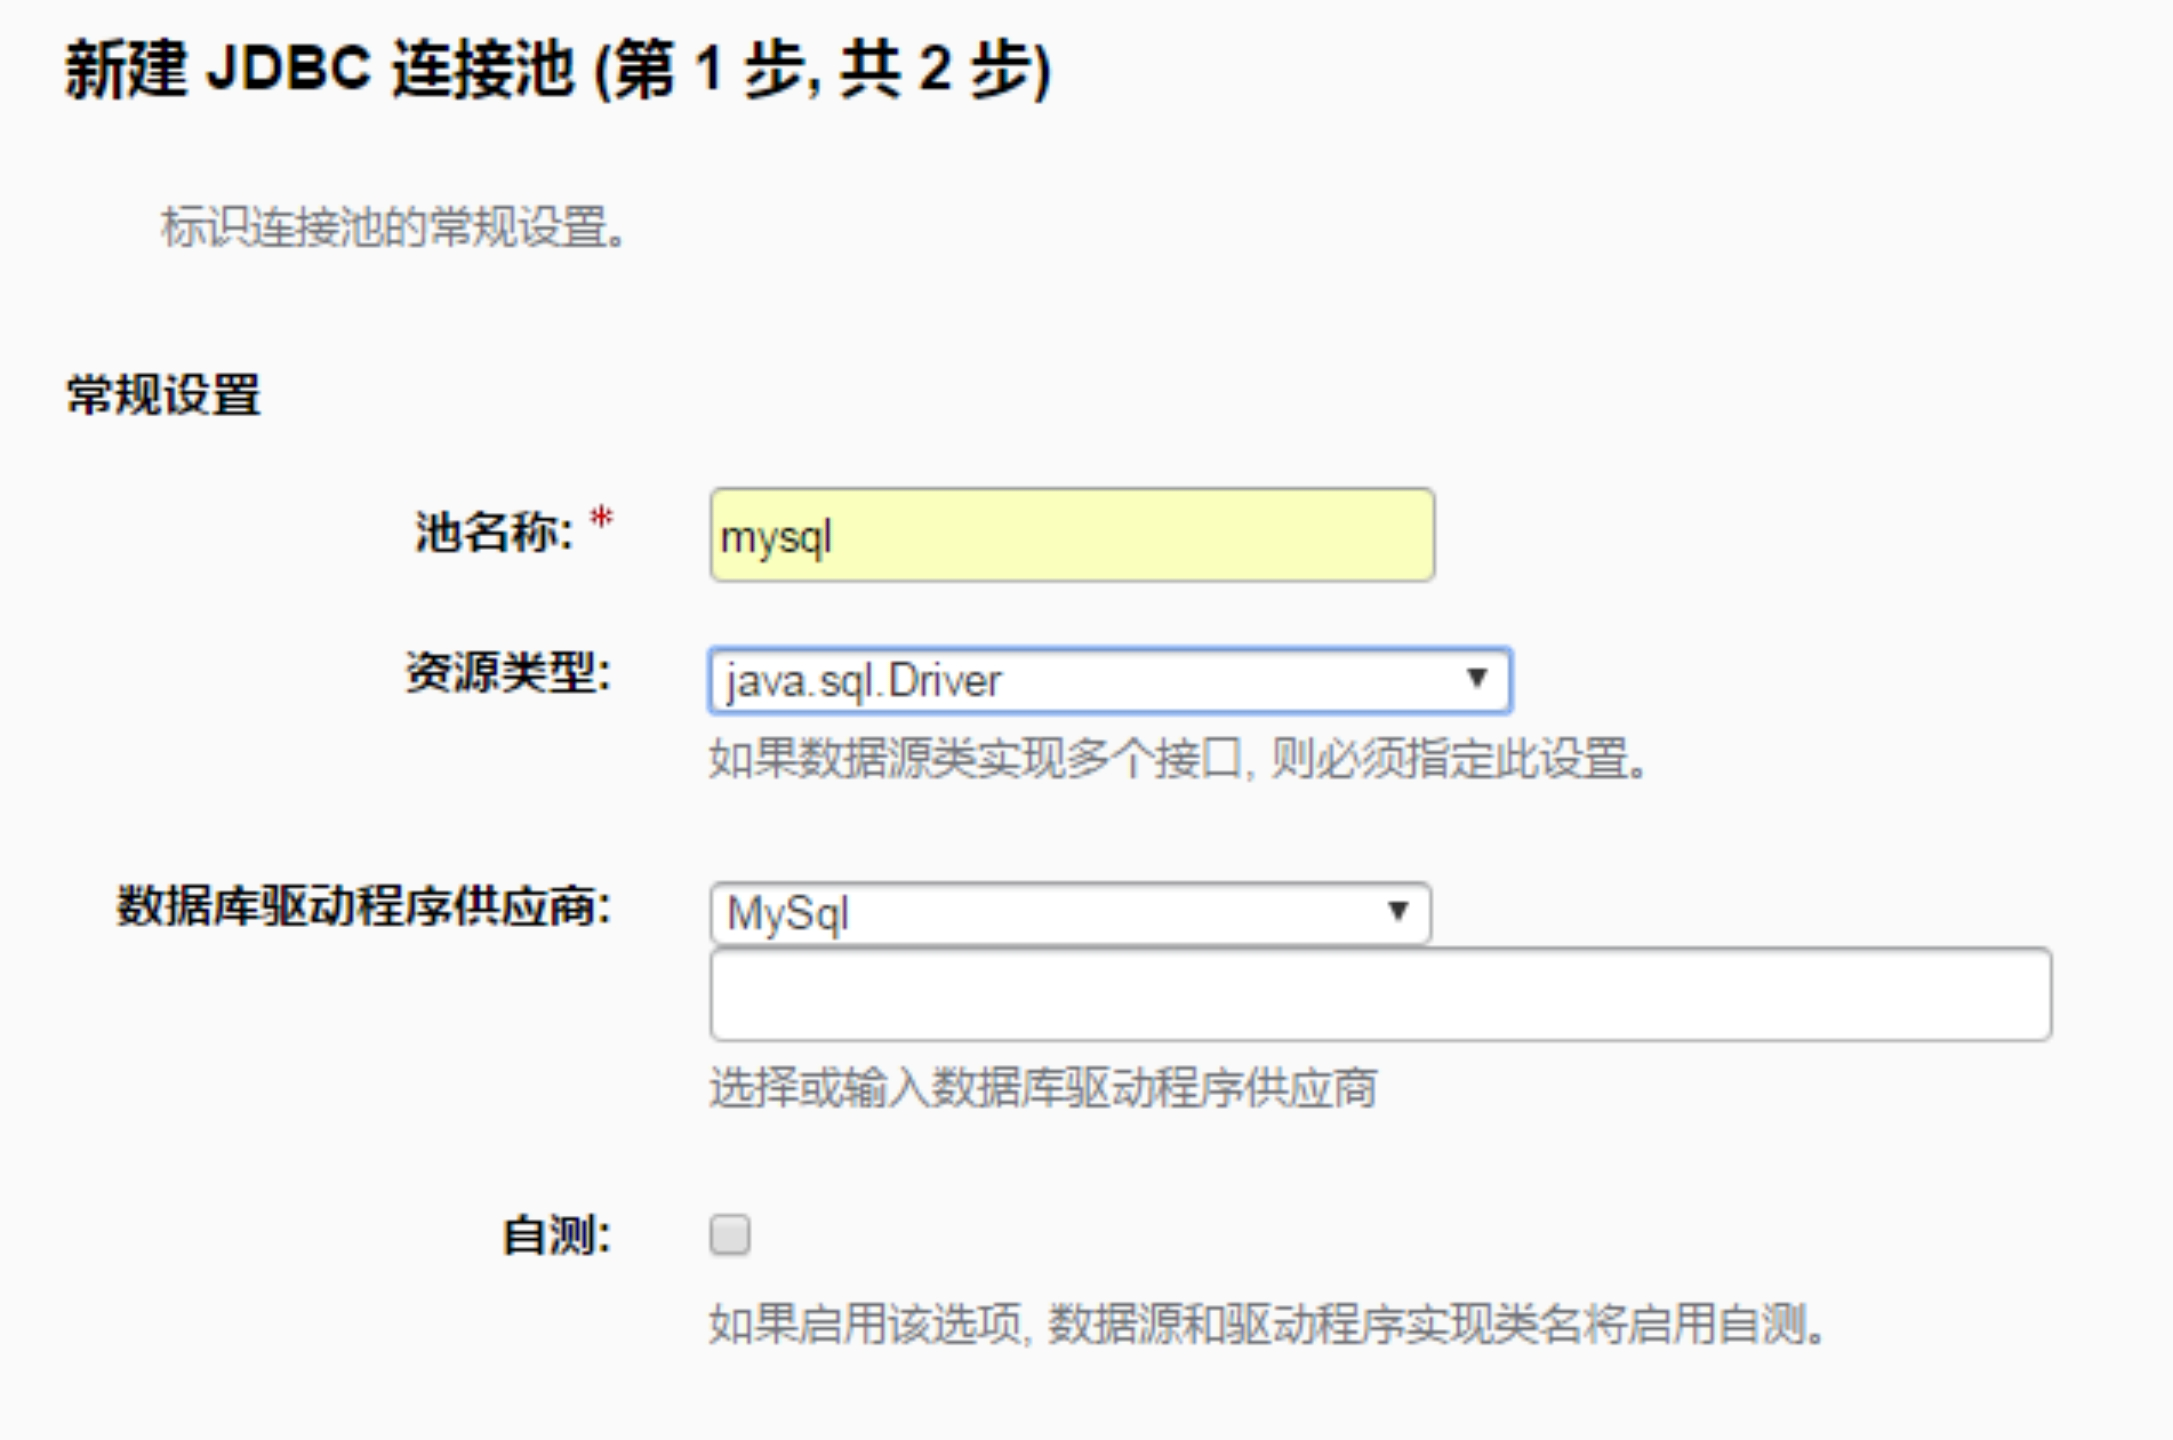 新建 JDBC 连接池 (第 1 步, 共 2 步)
标识连接池的常规设置。
常规设置
池名称: * mysql
资源类型: java.sql.Driver
如果数据源类实现多个接口, 则必须指定此设置。
数据库驱动程序供应商: MySql
选择或输入数据库驱动程序供应商
自测:
如果启用该选项, 数据源和驱动程序实现类名将启用自测。